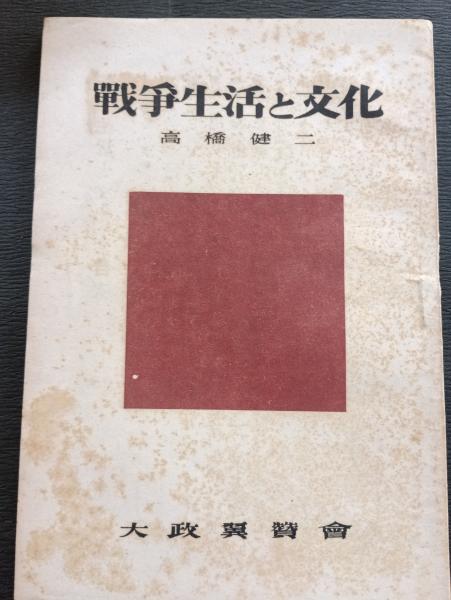 戰爭生活と文化
高橋健二
大政翼贊會